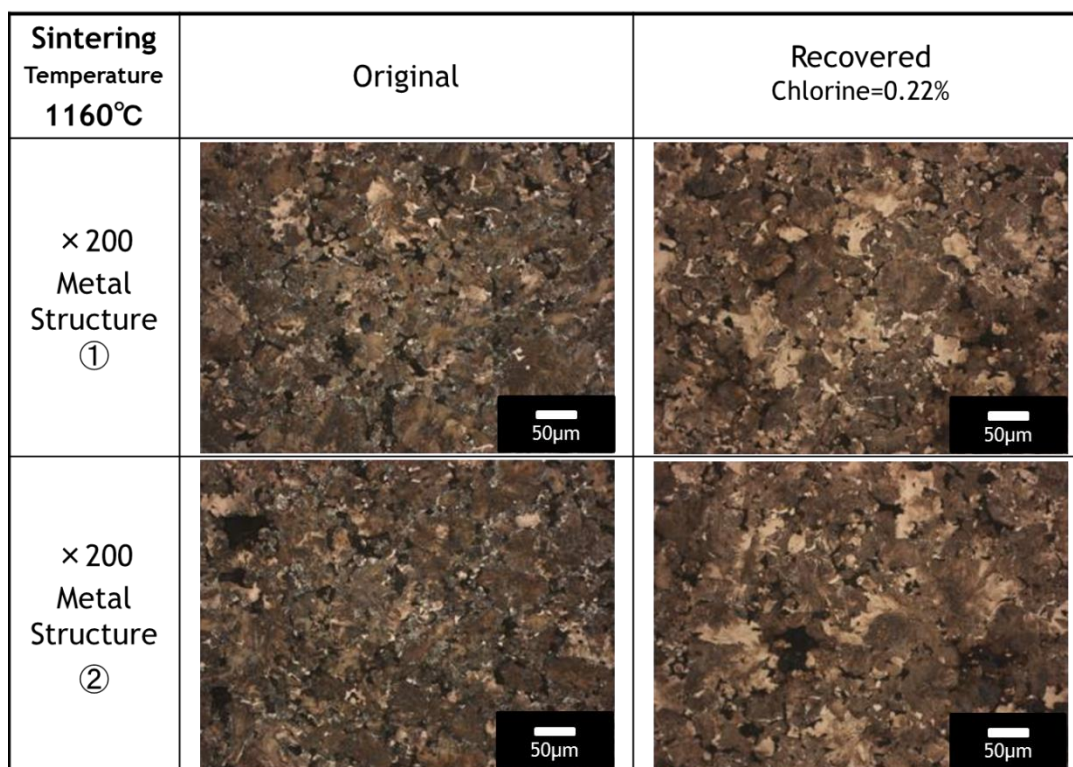 Sintering
Temperature
1160℃
Original
Recovered
Chlorine=0.22%
×200
Metal
Structure
①
50μm
50μm
×200
Metal
Structure
②
50μm
50μm